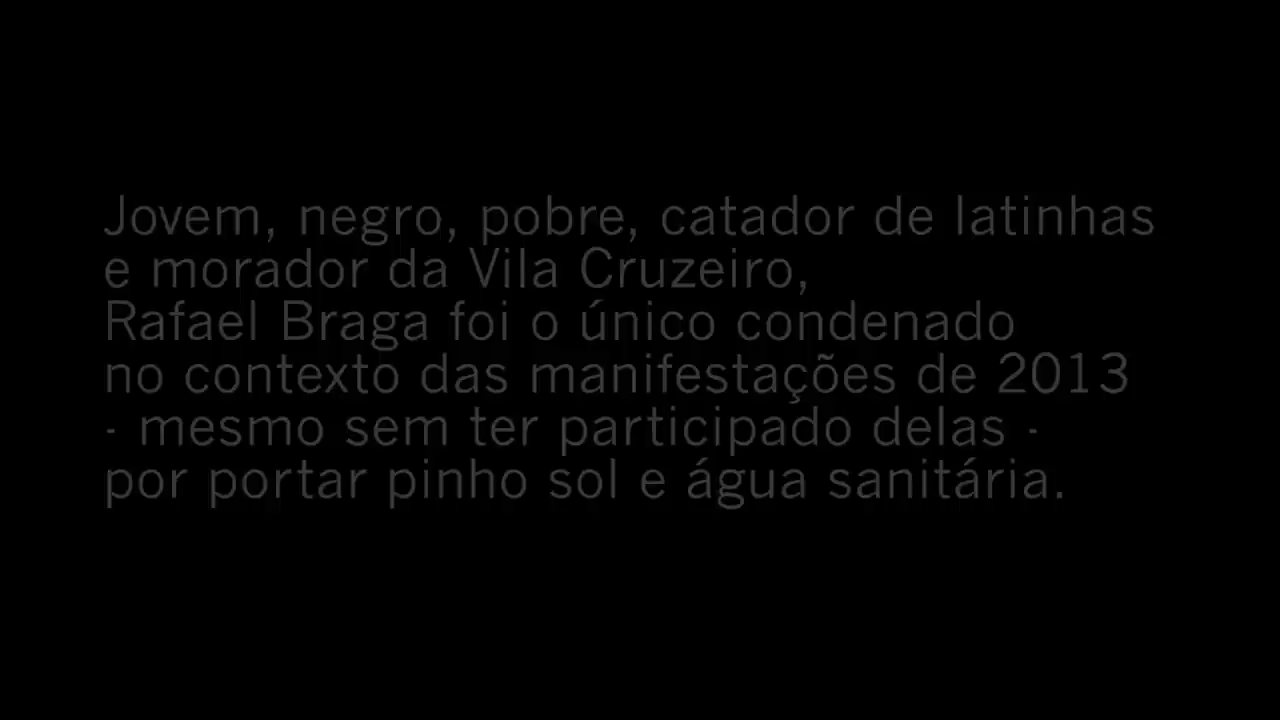 Jovem, negro, pobre, catador de latinhas
e morador da Vila Cruzeiro,
Rafael Braga foi o único condenado
no contexto das manifestações de 2013
- mesmo sem ter participado delas -
por portar pinho sol e água sanitária.